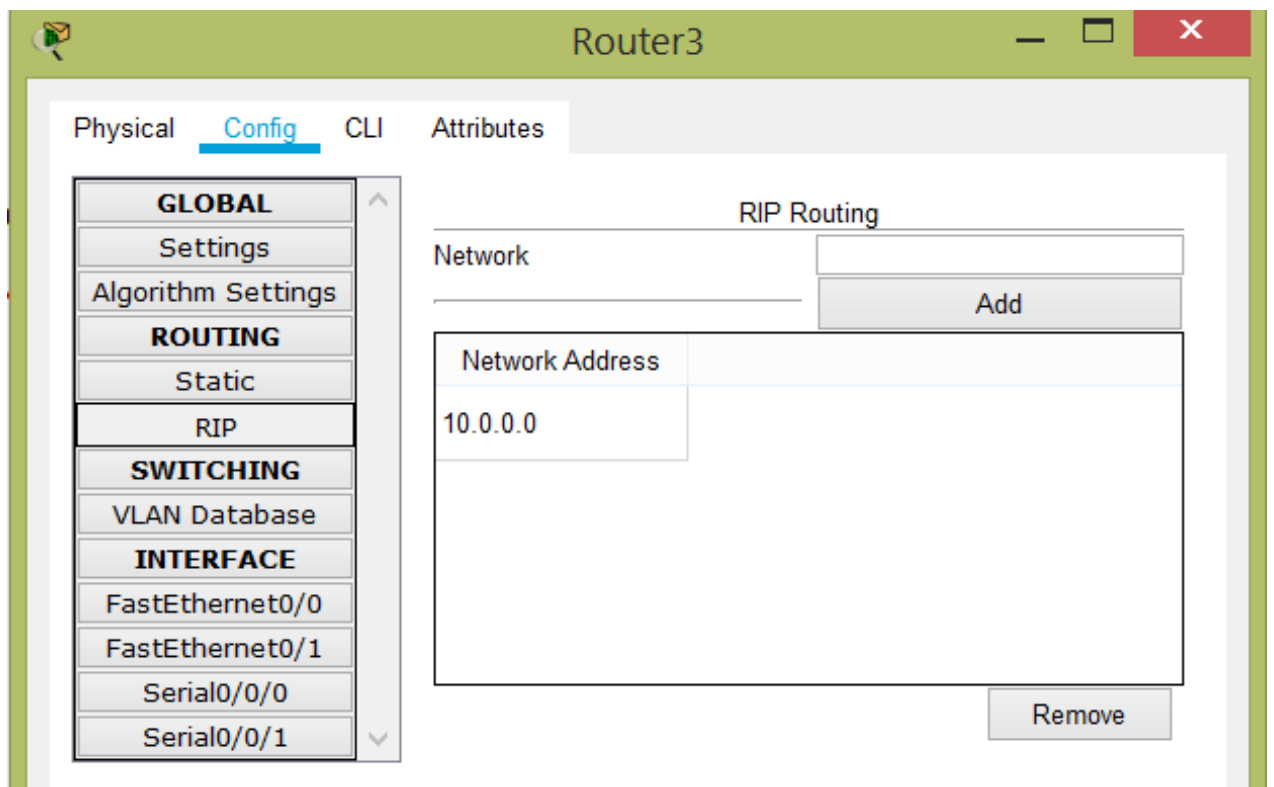 Router3
Physical Config CLI Attributes
GLOBAL
Settings
Algorithm Settings
ROUTING
Static
RIP
SWITCHING
VLAN Database
INTERFACE
FastEthernet0/0
FastEthernet0/1
Serial0/0/0
Serial0/0/1
RIP Routing
Network
Add
Network Address
10.0.0.0
Remove